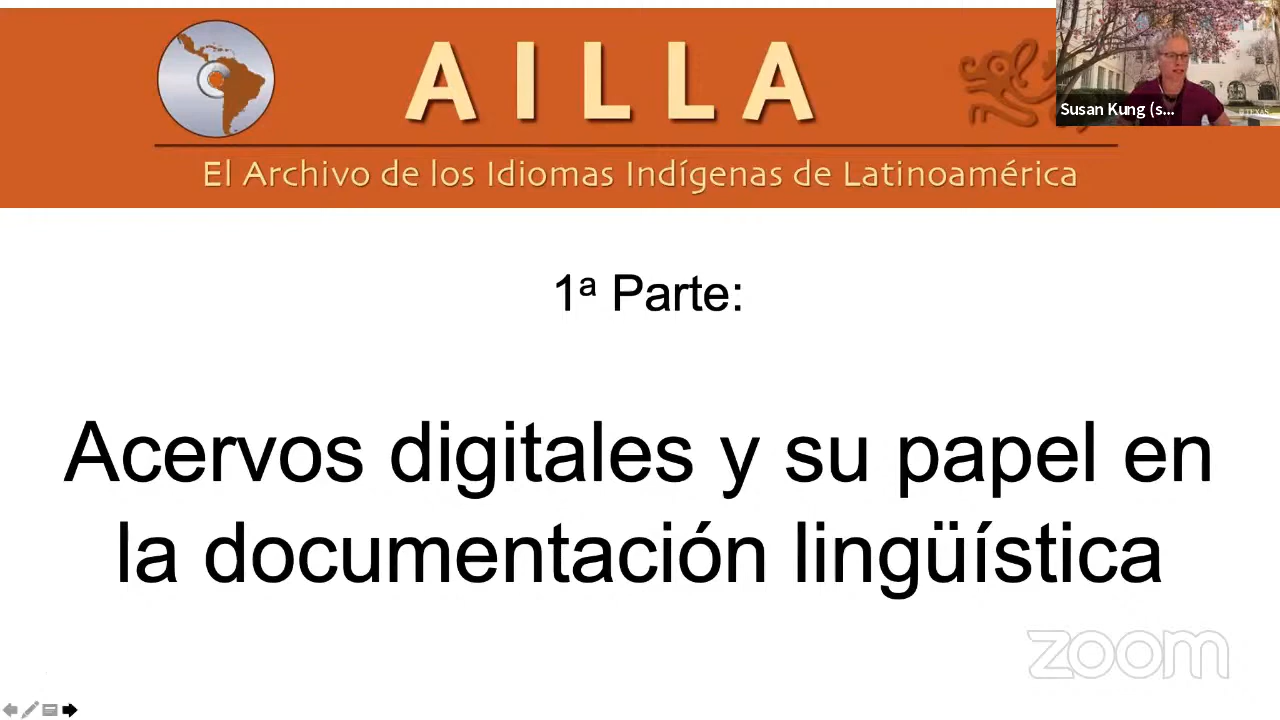 AILLA
Susan Kung (s...
El Archivo de los Idiomas Indígenas de Latinoamérica
1ª Parte:
Acervos digitales y su papel en
la documentación lingüística
zoom